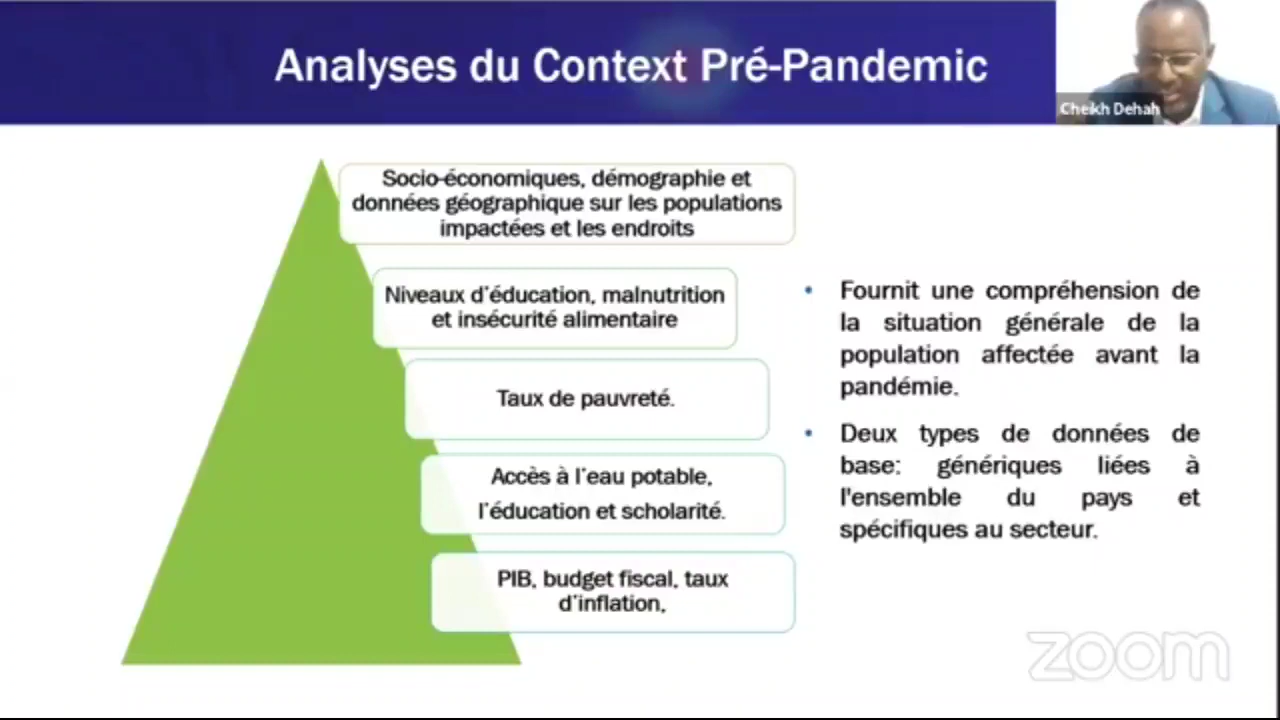 Analyses du Context Pré-Pandemic
Cheikh Dehah
Socio-économiques, démographie et
données géographique sur les populations
impactées et les endroits
Niveaux d'éducation, malnutrition
et insécurité alimentaire
Taux de pauvreté.
Accès à l'eau potable,
l'éducation et scholarité.
PIB, budget fiscal, taux
d'inflation,
• Fournit une compréhension de
la situation générale de la
population affectée avant la
pandémie.
• Deux types de données de
base: génériques liées à
l'ensemble du pays et
spécifiques au secteur.
zoom